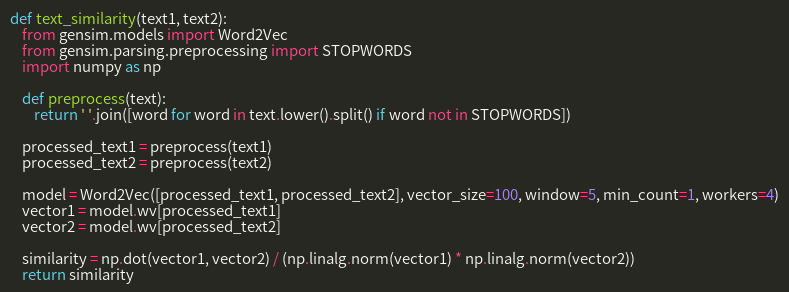 def text_similarity(text1, text2):
from gensim.models import Word2Vec
from gensim.parsing.preprocessing import STOPWORDS
import numpy as np
def preprocess(text):
return ' '.join([word for word in text.lower().split() if word not in STOPWORDS])
processed_text1 = preprocess(text1)
processed_text2 = preprocess(text2)
model = Word2Vec([processed_text1, processed_text2], vector_size=100, window=5, min_count=1, workers=4)
vector1 = model.wv[processed_text1]
vector2 = model.wv[processed_text2]
similarity = np.dot(vector1, vector2) / (np.linalg.norm(vector1) * np.linalg.norm(vector2))
return similarity